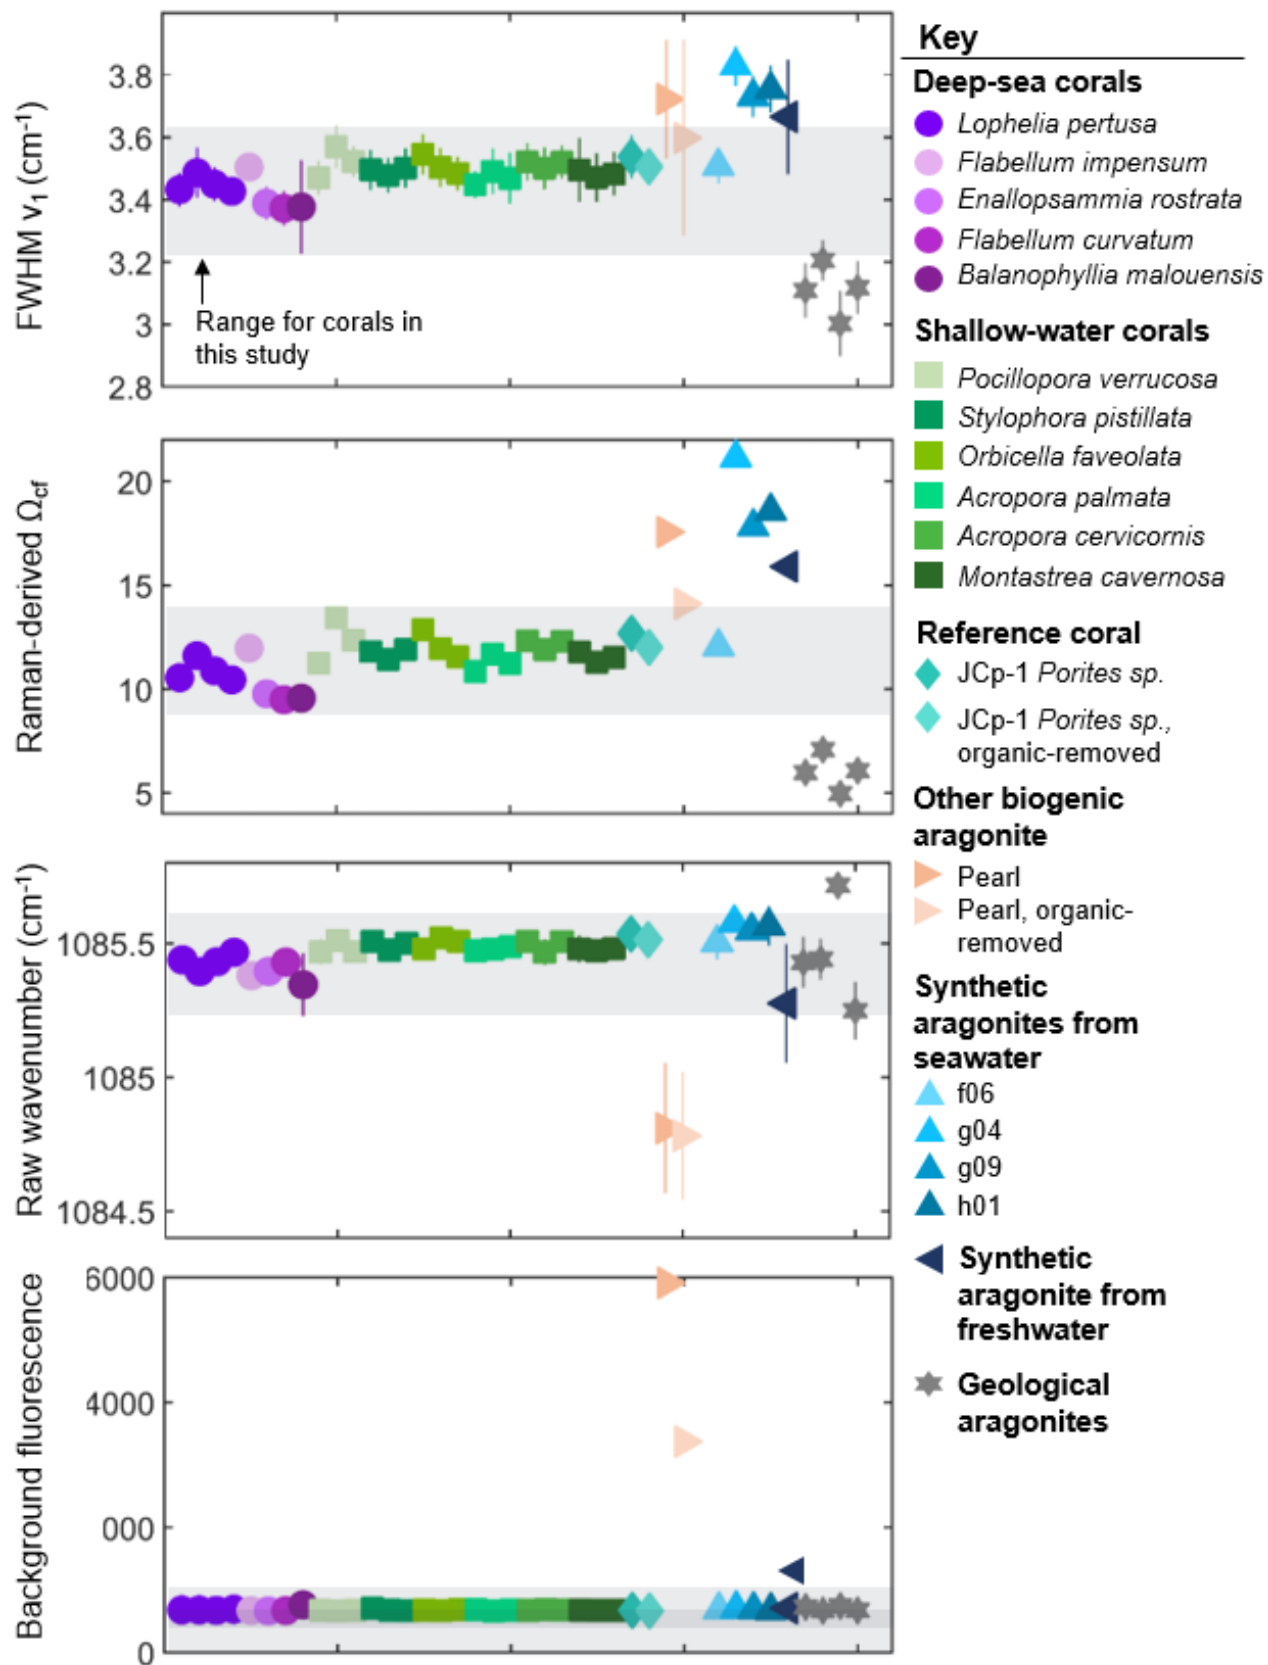 FWHM v1 (cm-1)
3.8
3.6
3.4
3.2
3
2.8
Range for corals in
this study
Raman-derived Ωcf
20
15
10
5
Raw wavenumber (cm-1)
1085.5
1085
1084.5
Background fluorescence
6000
4000
000
0
Key
Deep-sea corals
Lophelia pertusa
Flabellum impensum
Enallopsammia rostrata
Flabellum curvatum
Balanophyllia malouensis
Shallow-water corals
Pocillopora verrucosa
Stylophora pistillata
Orbicella faveolata
Acropora palmata
Acropora cervicornis
Montastrea cavernosa
Reference coral
JCp-1 Porites sp.
JCp-1 Porites sp.,
organic-removed
Other biogenic
aragonite
Pearl
Pearl, organic-
removed
Synthetic
aragonites from
seawater
f06
g04
g09
h01
Synthetic
aragonite from
freshwater
Geological
aragonites